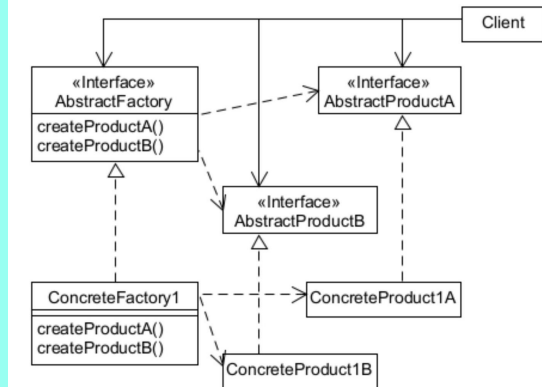 Client
«Interface»
AbstractFactory
createProductA()
createProductB()
«Interface»
AbstractProductA
«Interface»
AbstractProductB
ConcreteFactory1
createProductA()
createProductB()
ConcreteProduct1A
ConcreteProduct1B